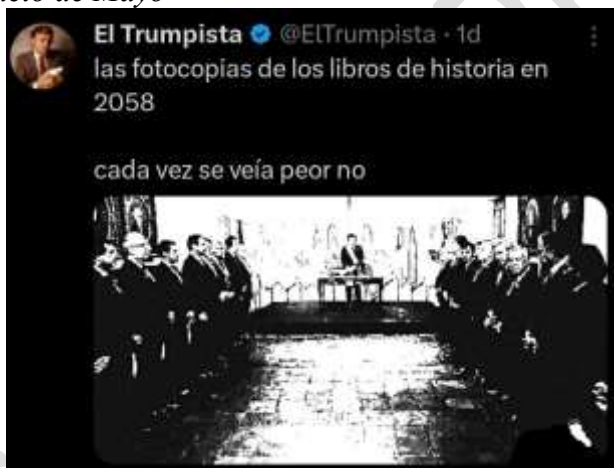 El Trumpista @ElTrumpista · 1d
las fotocopias de los libros de historia en
2058
cada vez se veía peor no